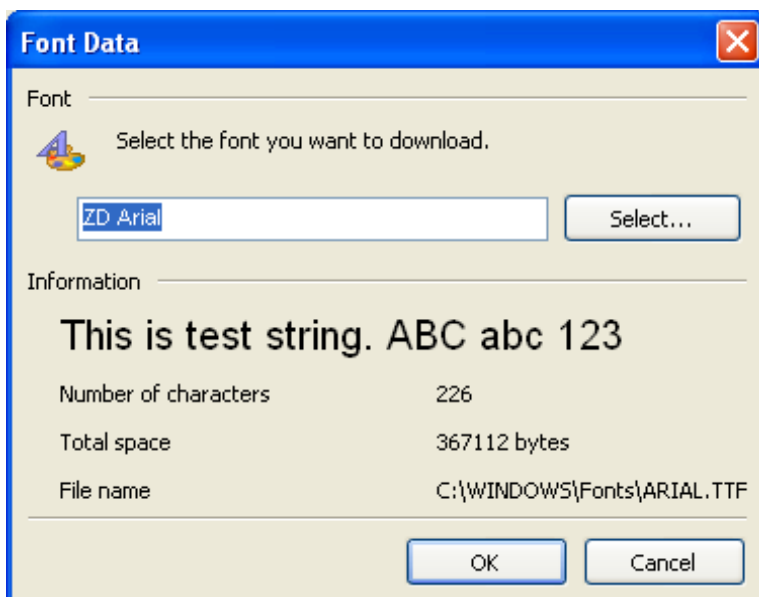 Font Data
Font
Select the font you want to download.
ZD Arial
Select...
Information
This is test string. ABC abc 123
Number of characters 226
Total space 367112 bytes
File name C:\WINDOWS\Fonts\ARIAL.TTF
OK Cancel